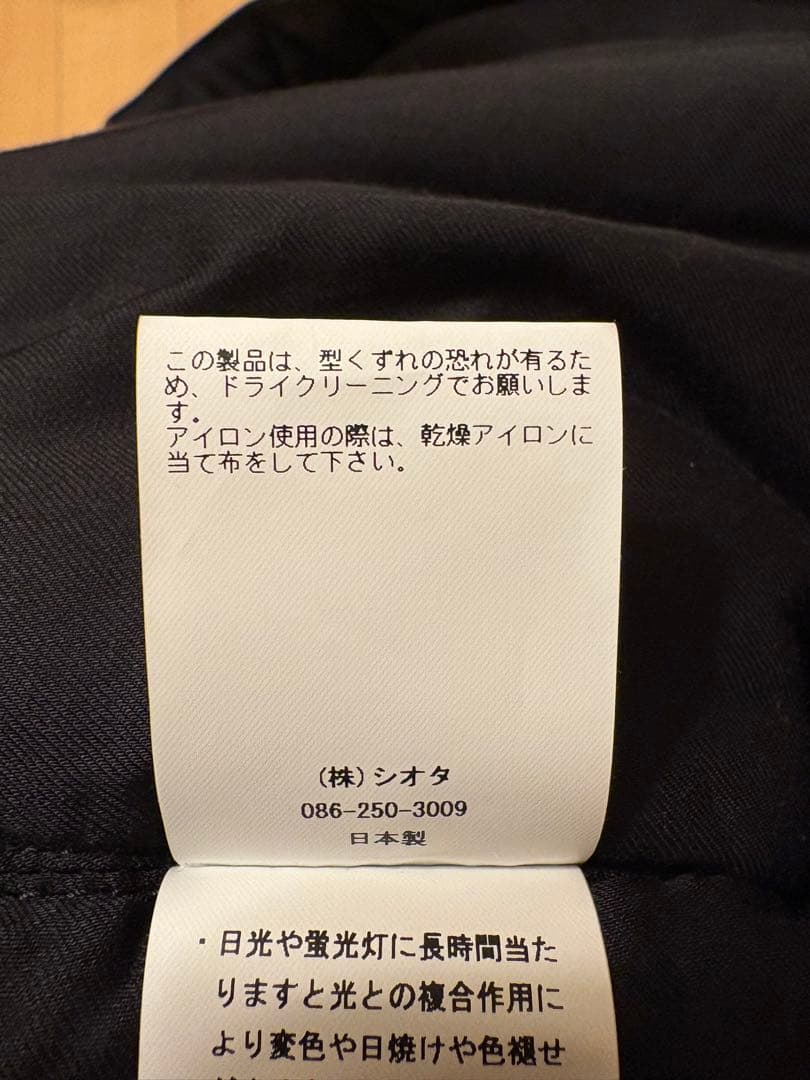 この製品は、型くずれの恐れが有るた
め、ドライクリーニングでお願いしま
す。
アイロン使用の際は、乾燥アイロンに
当て布をして下さい。
(株)シオタ
086-250-3009
日本製
・日光や蛍光灯に長時間当た
りますと光との複合作用に
より変色や日焼けや色褪せ